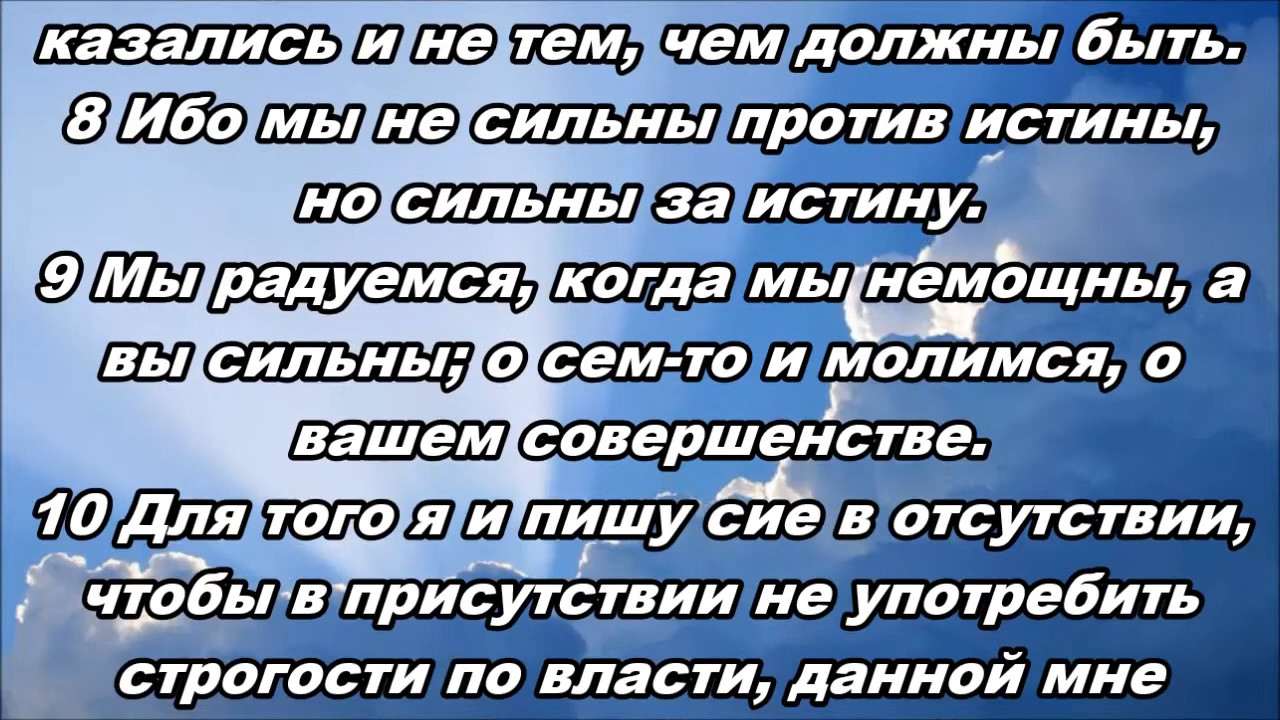 казались и не тем, чем должны быть.
8 Ибо мы не сильны против истины,
но сильны за истину.
9 Мы радуемся, когда мы немощны, а
вы сильны; о сем-то и молимся, о
вашем совершенстве.
10 Для того я и пишу сие в отсутствии,
чтобы в присутствии не употребить
строгости по власти, данной мне